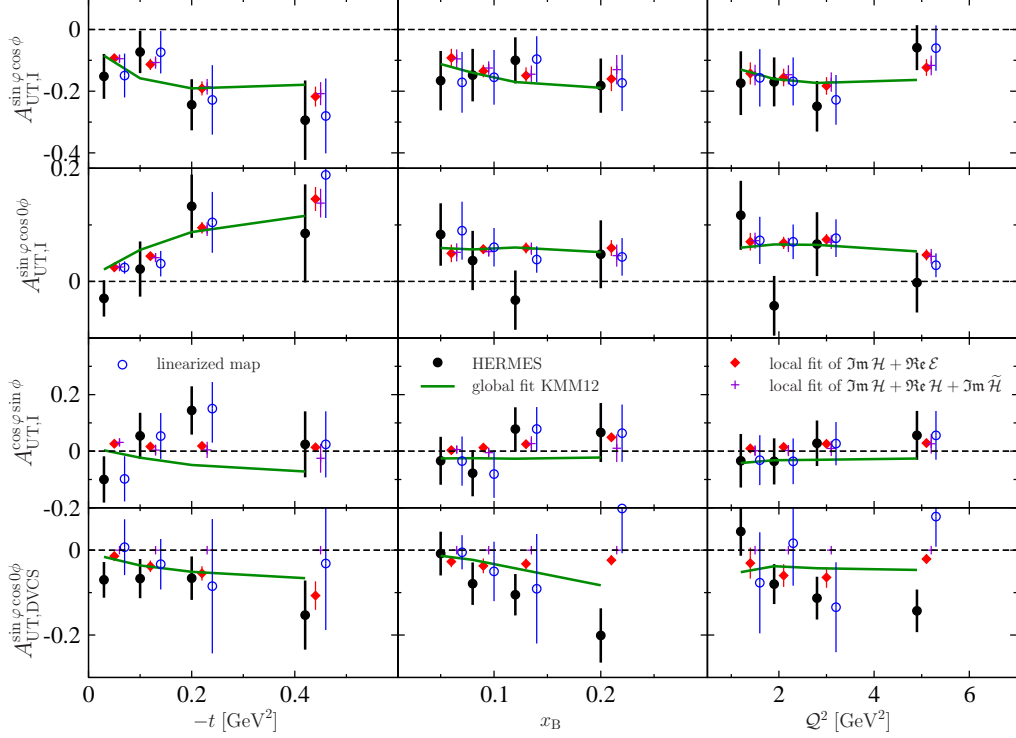 A_{UT,I}^{sin φ cos ϕ}
0
-0.2
-0.4
A_{UT,I}^{sin φ cos 0ϕ}
0.2
0
A_{UT,I}^{cos φ sin ϕ}
linearized map
HERMES
global fit KMM12
local fit of ℑm ℋ + ℜe ℰ
local fit of ℑm ℋ + ℜe ℋ + ℑm ℋ̃
0.2
0
-0.2
A_{UT,DVCS}^{sin φ cos 0ϕ}
0
-0.2
0 0.2 0.4 0.1 0.2 2 4 6
−t [GeV²] x_B 𝒬² [GeV²]